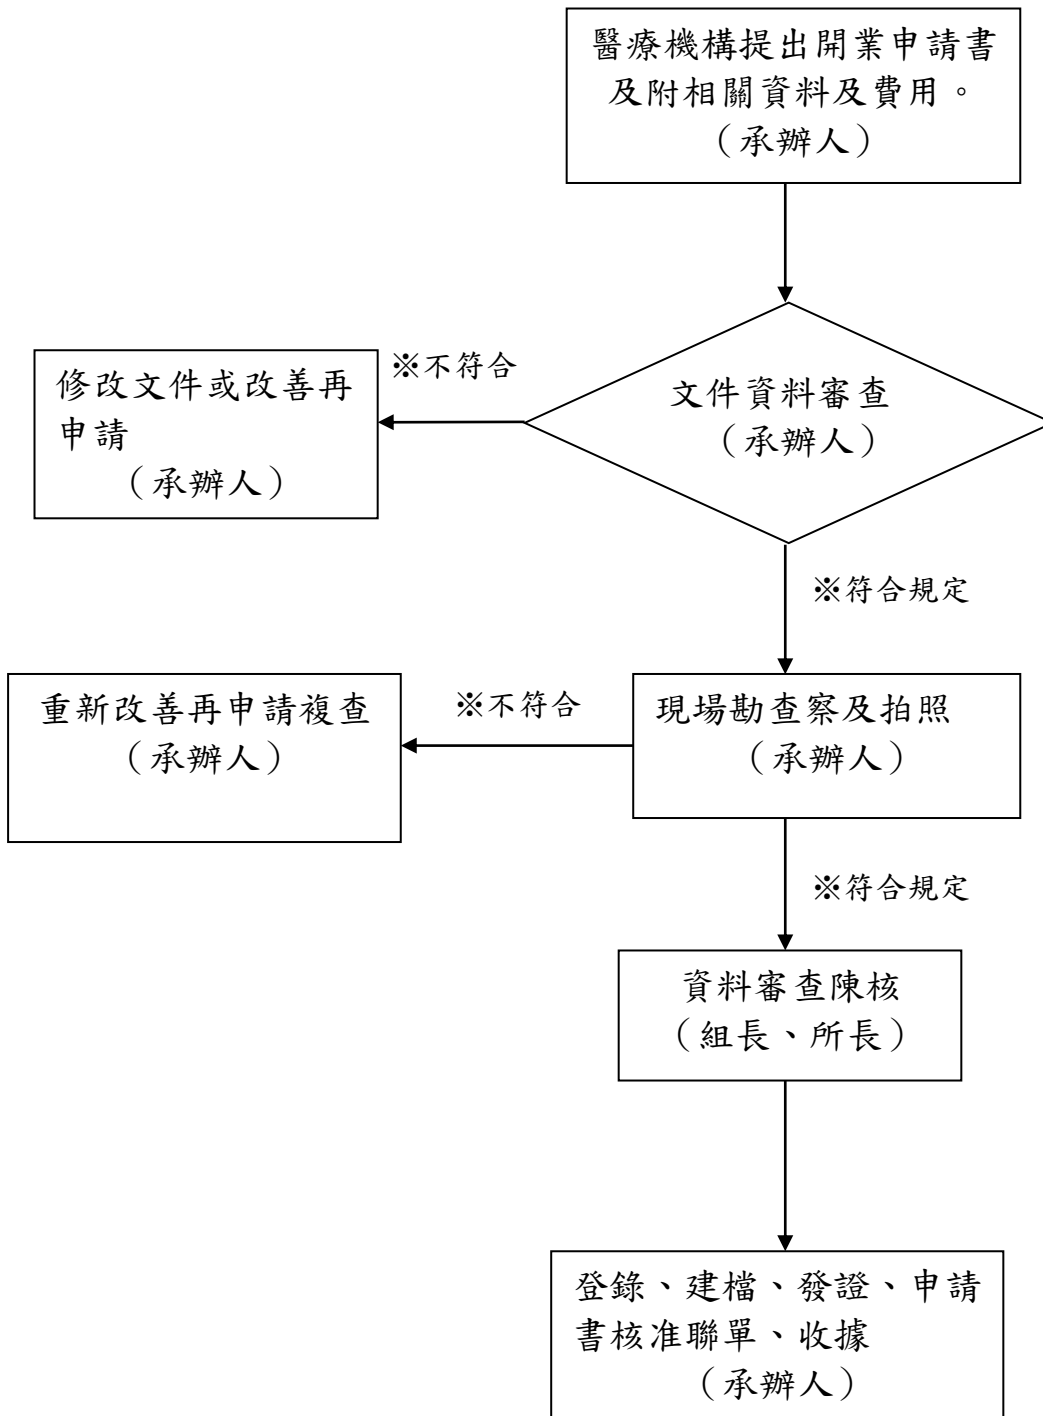 醫療機構提出開業申請書
及附相關資料及費用。
（承辦人）
※不符合
修改文件或改善再
申請
（承辦人）
文件資料審查
（承辦人）
※符合規定
重新改善再申請複查
（承辦人）
※不符合
現場勘查察及拍照
（承辦人）
※符合規定
資料審查陳核
（組長、所長）
登錄、建檔、發證、申請
書核准聯單、收據
（承辦人）